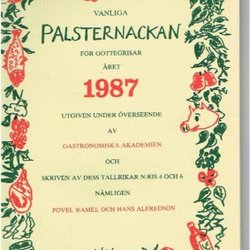 VANLIGA
PALSTERNACKAN
FÖR GOTTEGRISAR
ÅRET
1987
UTGIVEN UNDER ÖVERSEENDE
AV
GASTRONOMISKA AKADEMIEN
OCH
SKRIVEN AV DESS TALLRIKAR N:RIS 4 OCH 6
NÄMLIGEN
POVEL RAMEL OCH HANS ALFREDSON